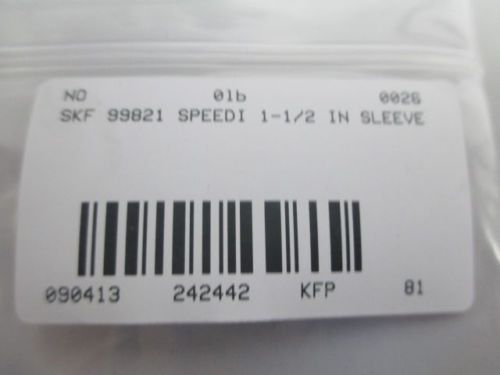 NO 01b 0026
SKF 99821 SPEEDI 1-1/2 IN SLEEVE
090413 242442 KFP 81